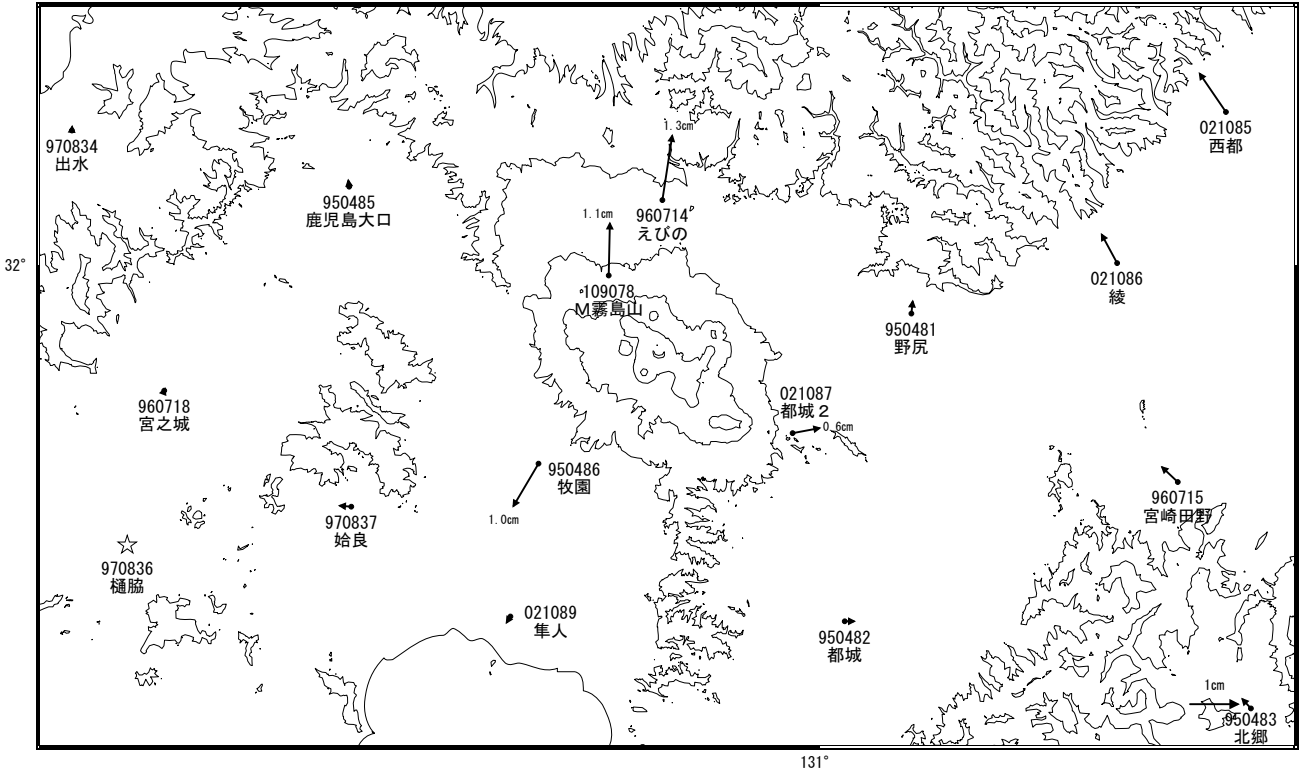 1.3cm
021085
西都
970834
出水
950485
鹿児島大口
1.1cm
960714
えびの
32°
109078
M霧島山
021086
綾
950481
野尻
960718
宮之城
021087
都城2
0.6cm
950486
牧園
960715
宮崎田野
1.0cm
970837
姶良
970836
樋脇
021089
隼人
950482
都城
1cm
950483
北郷
131°